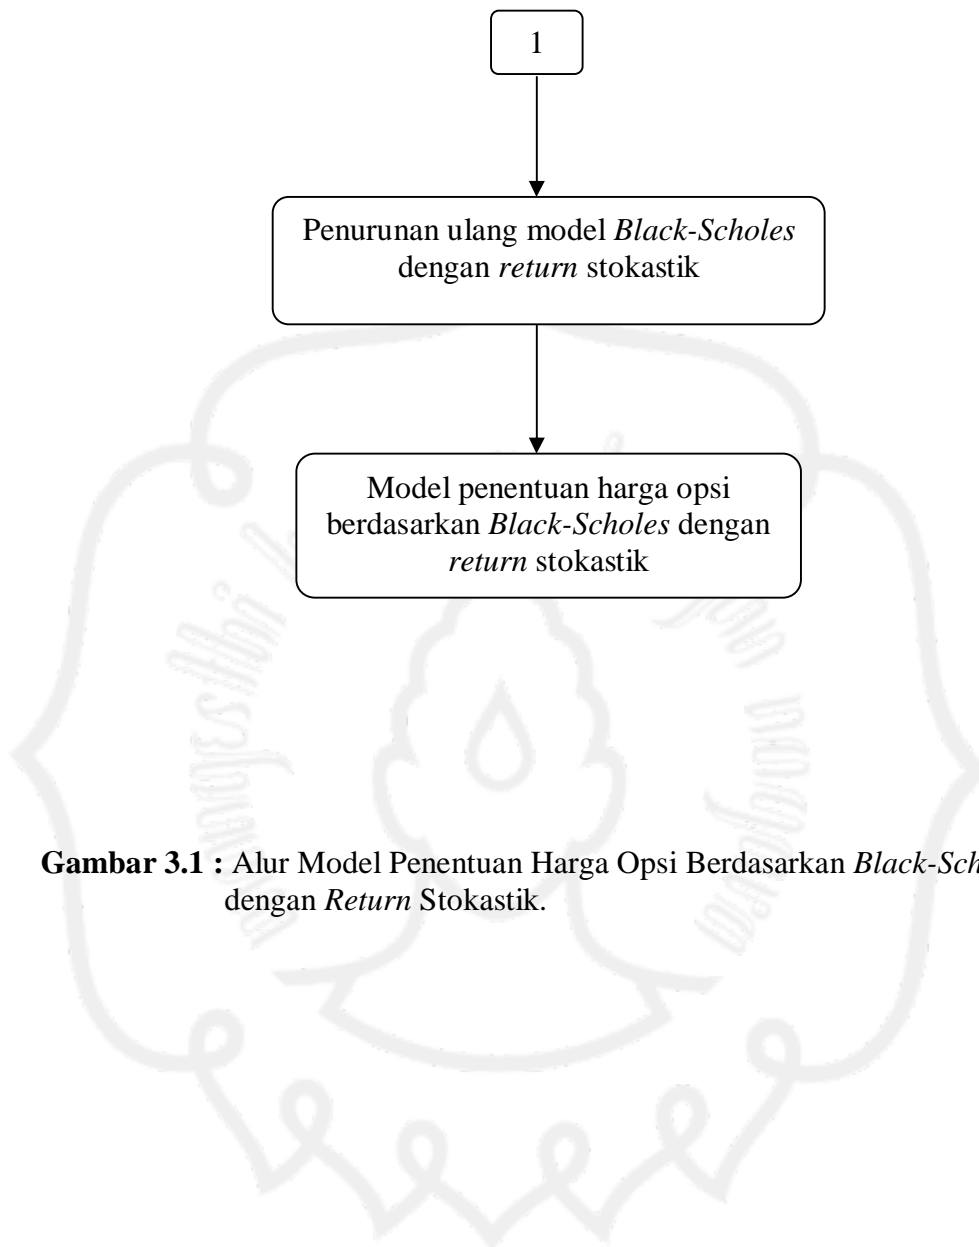 1
Penurunan ulang model Black-Scholes
dengan return stokastik
Model penentuan harga opsi
berdasarkan Black-Scholes dengan
return stokastik
Gambar 3.1 : Alur Model Penentuan Harga Opsi Berdasarkan Black-Sch
dengan Return Stokastik.